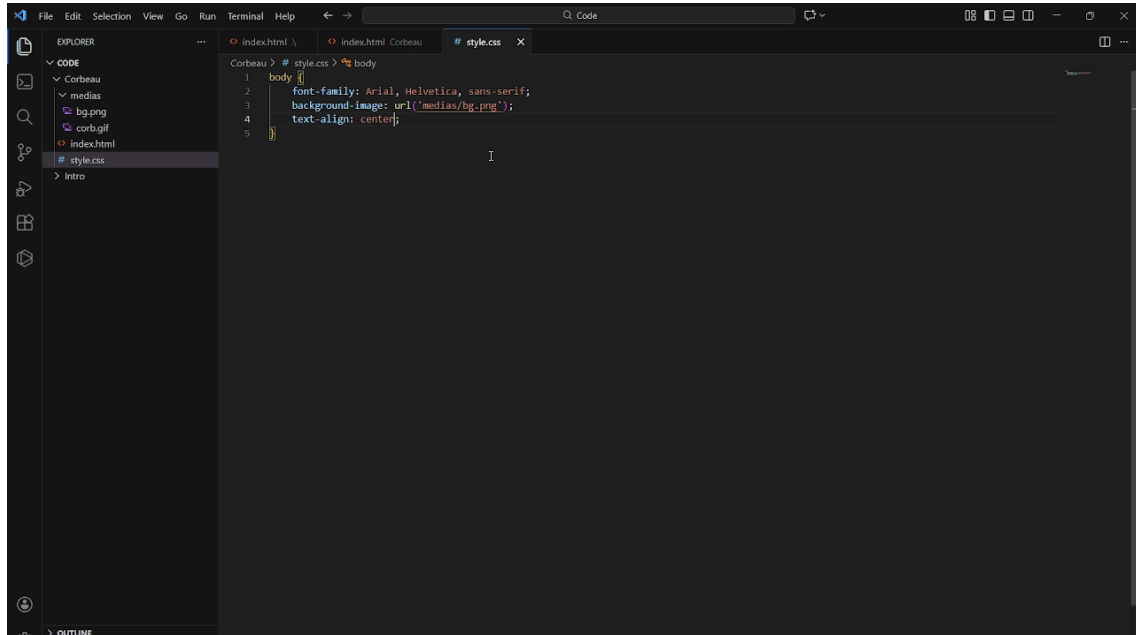 File Edit Selection View Go Run Terminal Help Code
EXPLORER
index.html .\ index.html Corbeau # style.css
CODE
Corbeau > # style.css > body
Corbeau
medias
bg.png
corb.gif
index.html
# style.css
Intro
1 body {
2 font-family: Arial, Helvetica, sans-serif;
3 background-image: url('medias/bg.png');
4 text-align: center;
5 }
OUTLINE